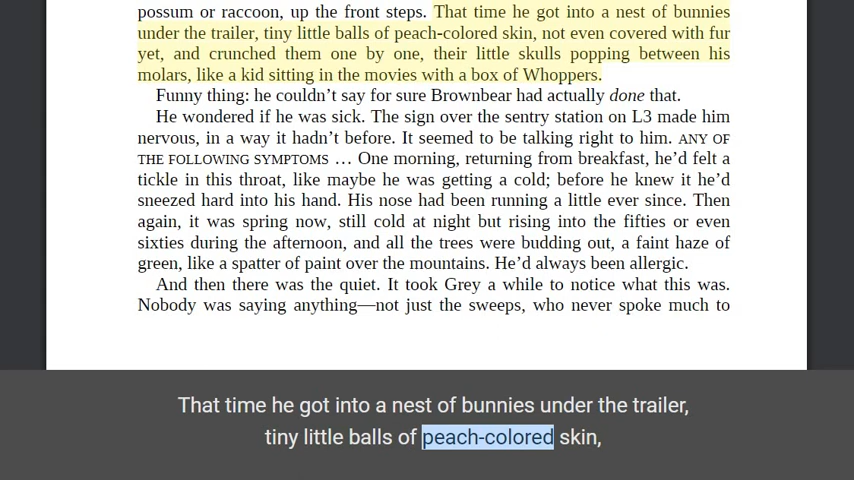 possum or raccoon, up the front steps. That time he got into a nest of bunnies
under the trailer, tiny little balls of peach-colored skin, not even covered with fur
yet, and crunched them one by one, their little skulls popping between his
molars, like a kid sitting in the movies with a box of Whoppers.
Funny thing: he couldn’t say for sure Brownbear had actually done that.
He wondered if he was sick. The sign over the sentry station on L3 made him
nervous, in a way it hadn’t before. It seemed to be talking right to him. ANY OF
THE FOLLOWING SYMPTOMS … One morning, returning from breakfast, he’d felt a
tickle in this throat, like maybe he was getting a cold; before he knew it he’d
sneezed hard into his hand. His nose had been running a little ever since. Then
again, it was spring now, still cold at night but rising into the fifties or even
sixties during the afternoon, and all the trees were budding out, a faint haze of
green, like a spatter of paint over the mountains. He’d always been allergic.
And then there was the quiet. It took Grey a while to notice what this was.
Nobody was saying anything—not just the sweeps, who never spoke much to
That time he got into a nest of bunnies under the trailer,
tiny little balls of peach-colored skin,